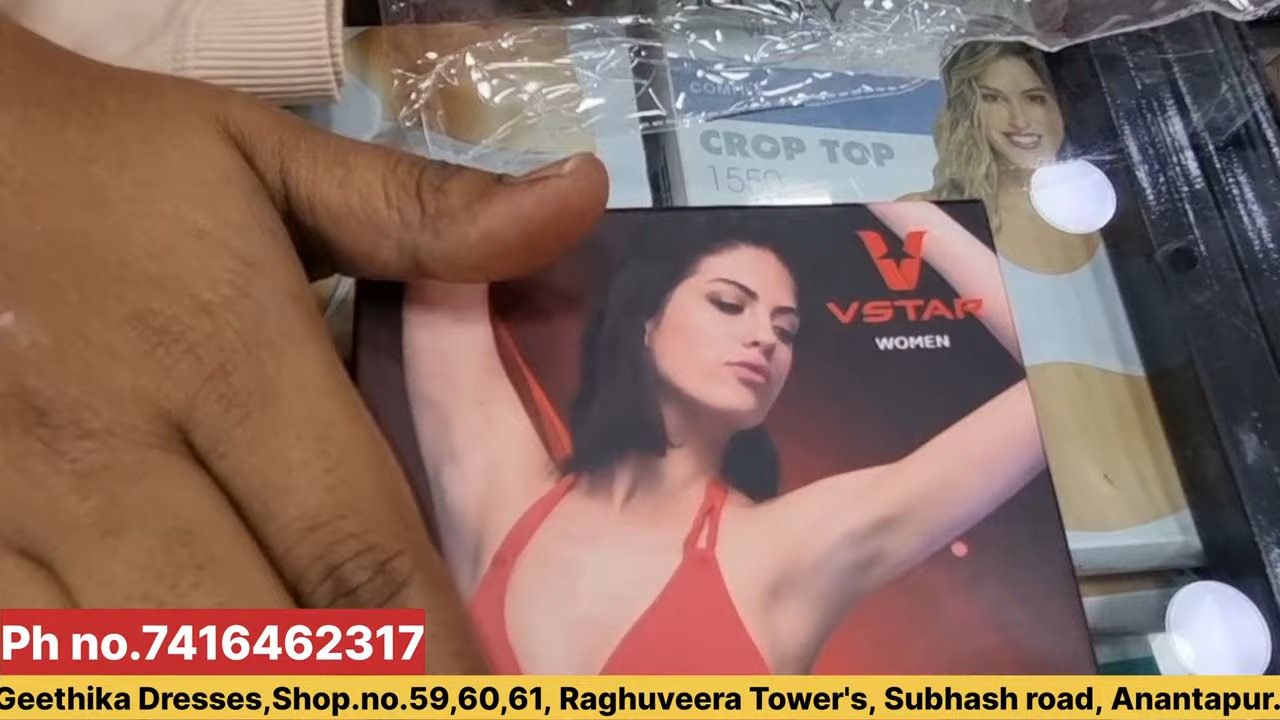 CROP TOP
155
VSTAR
WOMEN
Ph no.7416462317
Geethika Dresses,Shop.no.59,60,61, Raghuveera Tower's, Subhash road, Anantapur.